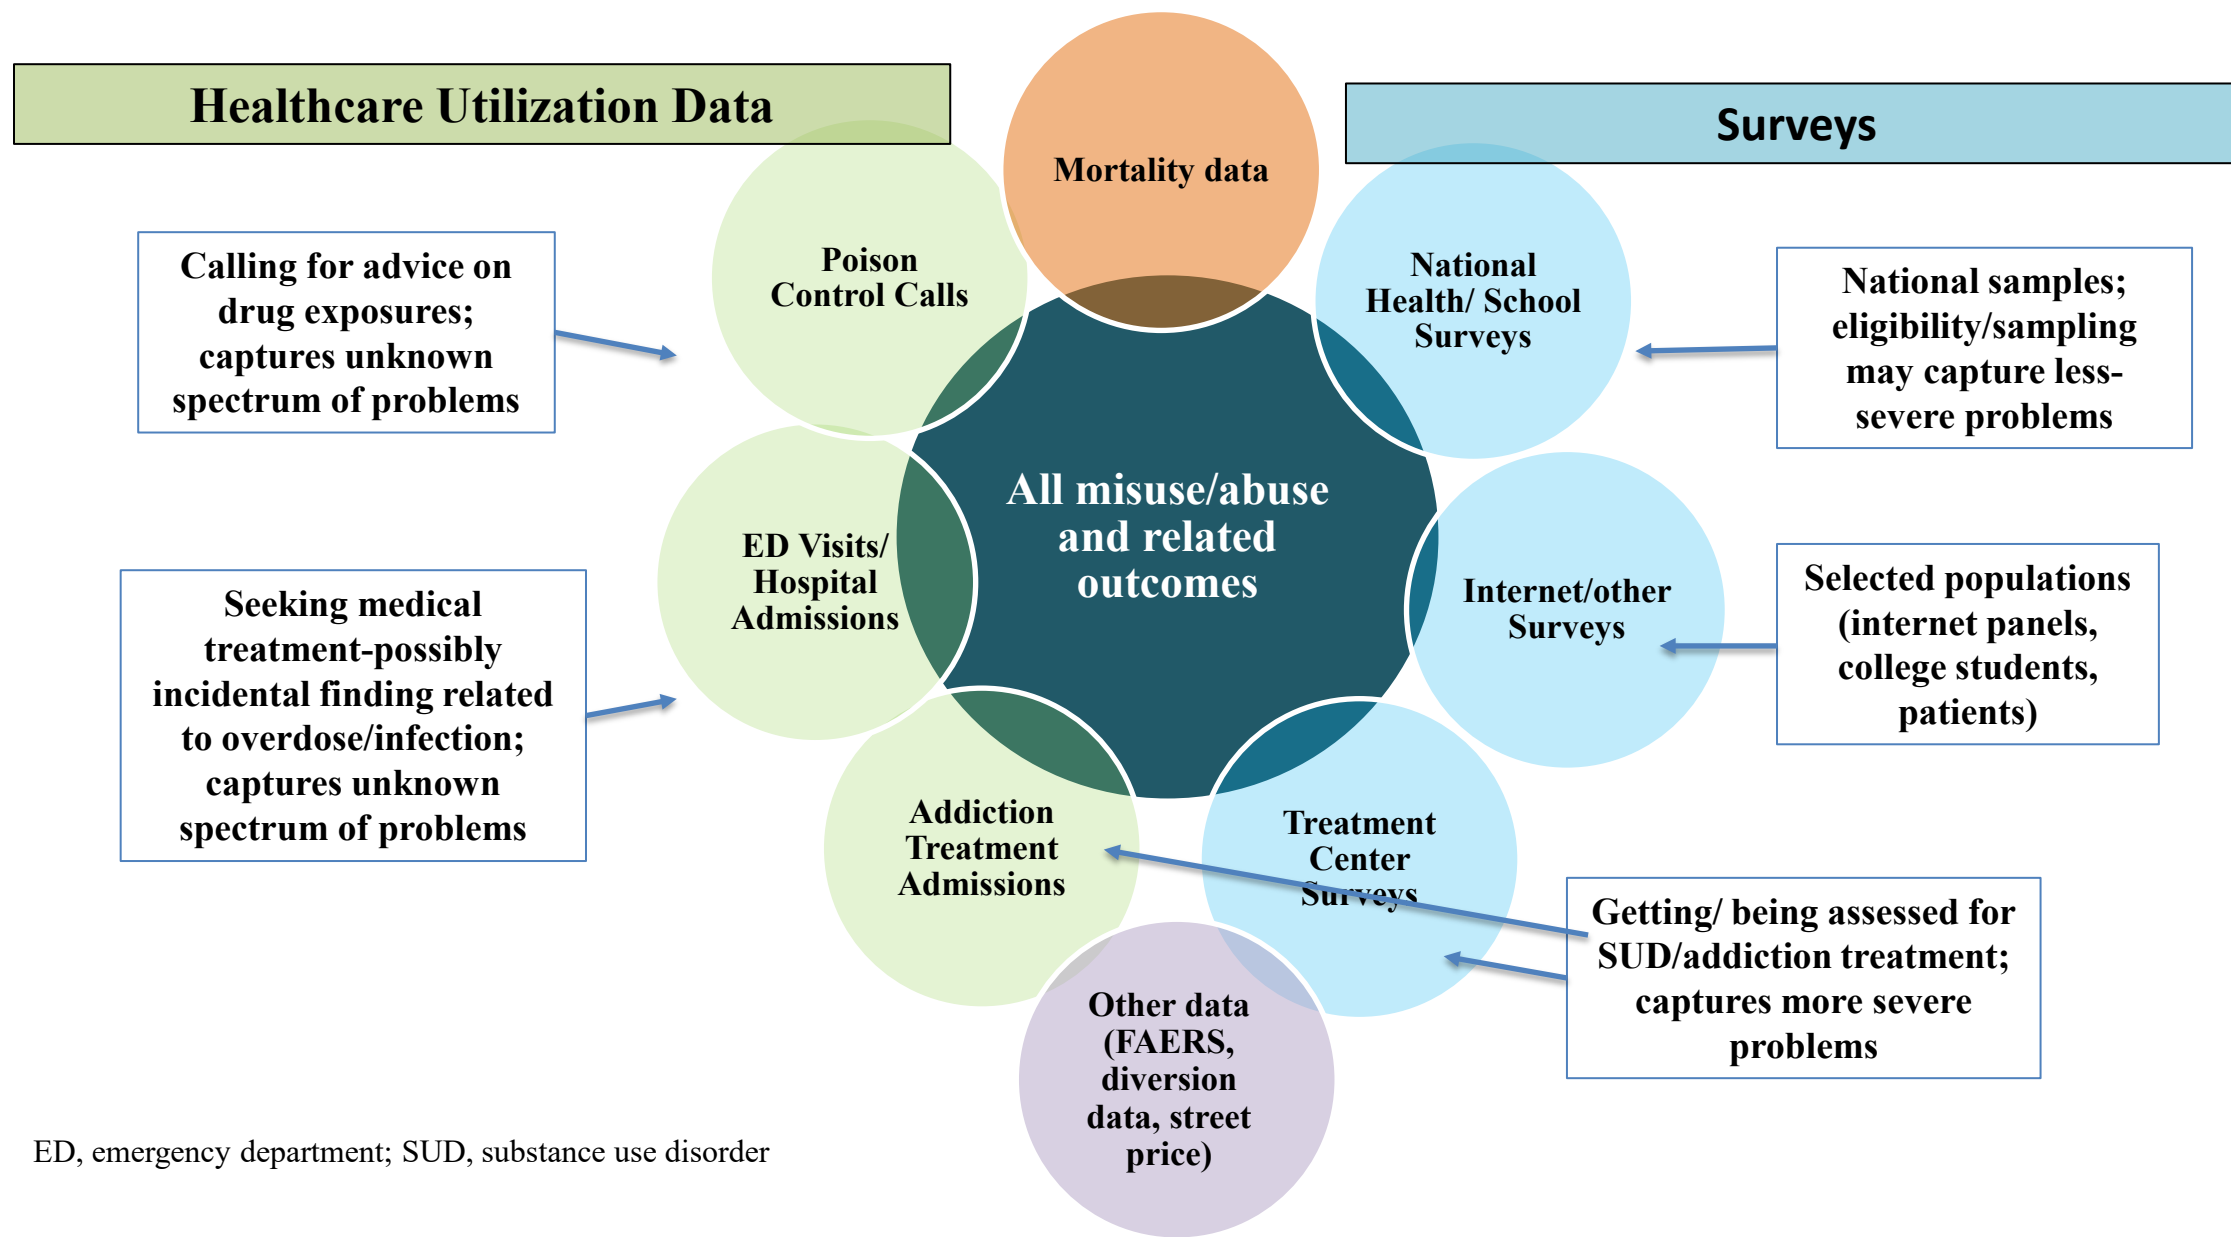 Healthcare Utilization Data
Surveys
Mortality data
Poison
Control Calls
National
Health/ School
Surveys
Calling for advice on
drug exposures;
captures unknown
spectrum of problems
National samples;
eligibility/sampling
may capture less-
severe problems
All misuse/abuse
and related
outcomes
ED Visits/
Hospital
Admissions
Internet/other
Surveys
Seeking medical
treatment-possibly
incidental finding related
to overdose/infection;
captures unknown
spectrum of problems
Selected populations
(internet panels,
college students,
patients)
Addiction
Treatment
Admissions
Treatment
Center
Surveys
Getting/ being assessed for
SUD/addiction treatment;
captures more severe
problems
Other data
(FAERS,
diversion
data, street
price)
ED, emergency department; SUD, substance use disorder